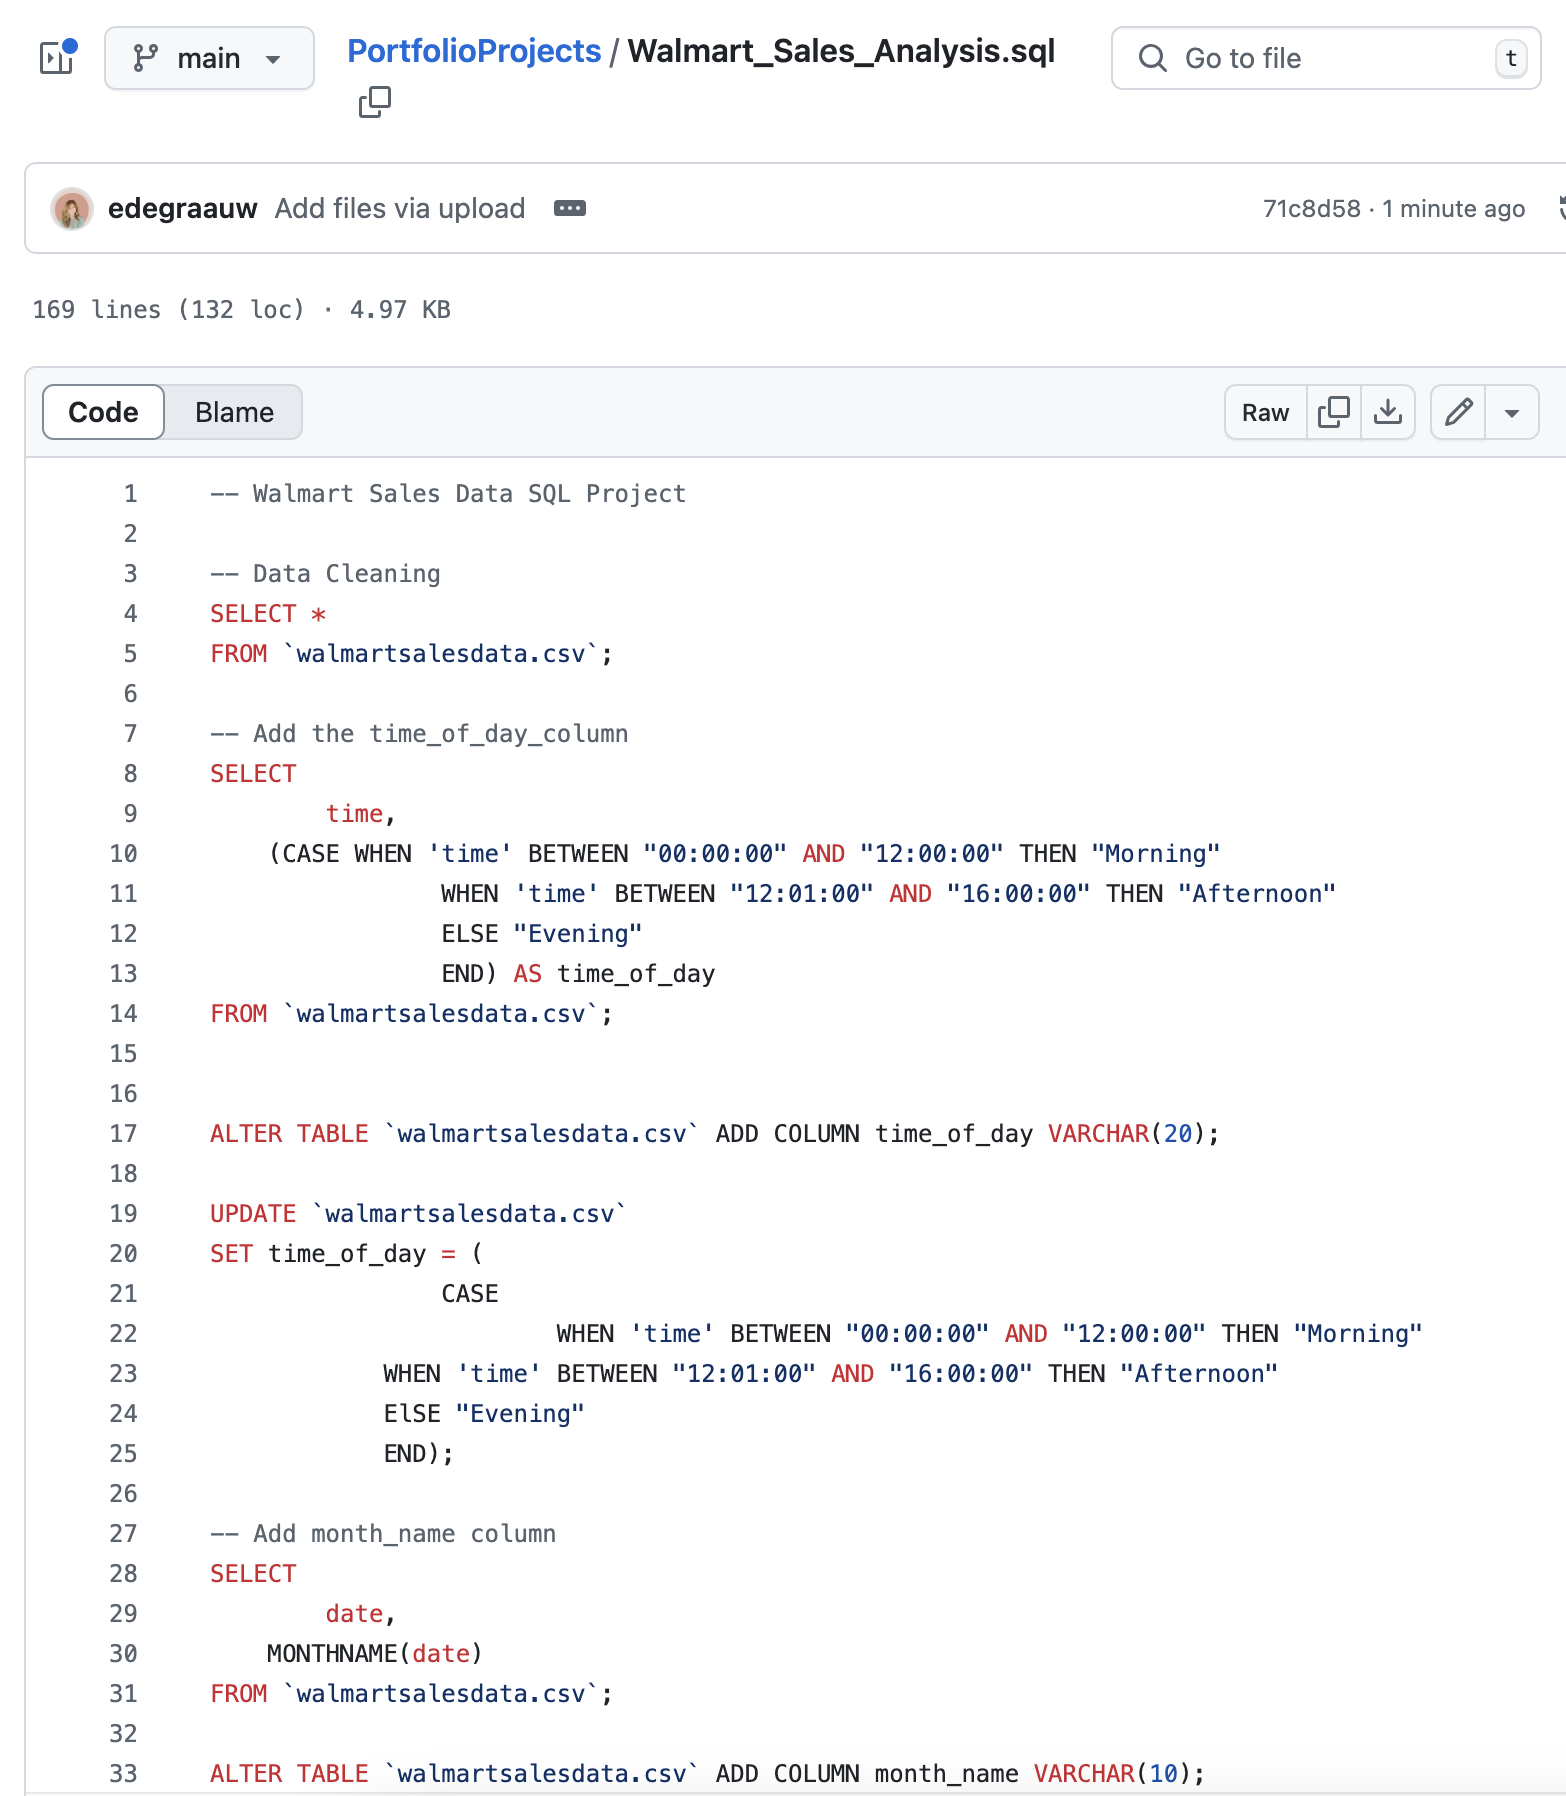 main
PortfolioProjects / Walmart_Sales_Analysis.sql
Go to file
t
edegraauw Add files via upload
71c8d58 · 1 minute ago
169 lines (132 loc) · 4.97 KB
Code Blame
Raw
1 -- Walmart Sales Data SQL Project
2
3 -- Data Cleaning
4 SELECT *
5 FROM `walmartsalesdata.csv`;
6
7 -- Add the time_of_day_column
8 SELECT
9 time,
10 (CASE WHEN 'time' BETWEEN "00:00:00" AND "12:00:00" THEN "Morning"
11 WHEN 'time' BETWEEN "12:01:00" AND "16:00:00" THEN "Afternoon"
12 ELSE "Evening"
13 END) AS time_of_day
14 FROM `walmartsalesdata.csv`;
15
16
17 ALTER TABLE `walmartsalesdata.csv` ADD COLUMN time_of_day VARCHAR(20);
18
19 UPDATE `walmartsalesdata.csv`
20 SET time_of_day = (
21 CASE
22 WHEN 'time' BETWEEN "00:00:00" AND "12:00:00" THEN "Morning"
23 WHEN 'time' BETWEEN "12:01:00" AND "16:00:00" THEN "Afternoon"
24 ElSE "Evening"
25 END);
26
27 -- Add month_name column
28 SELECT
29 date,
30 MONTHNAME(date)
31 FROM `walmartsalesdata.csv`;
32
33 ALTER TABLE `walmartsalesdata.csv` ADD COLUMN month_name VARCHAR(10);